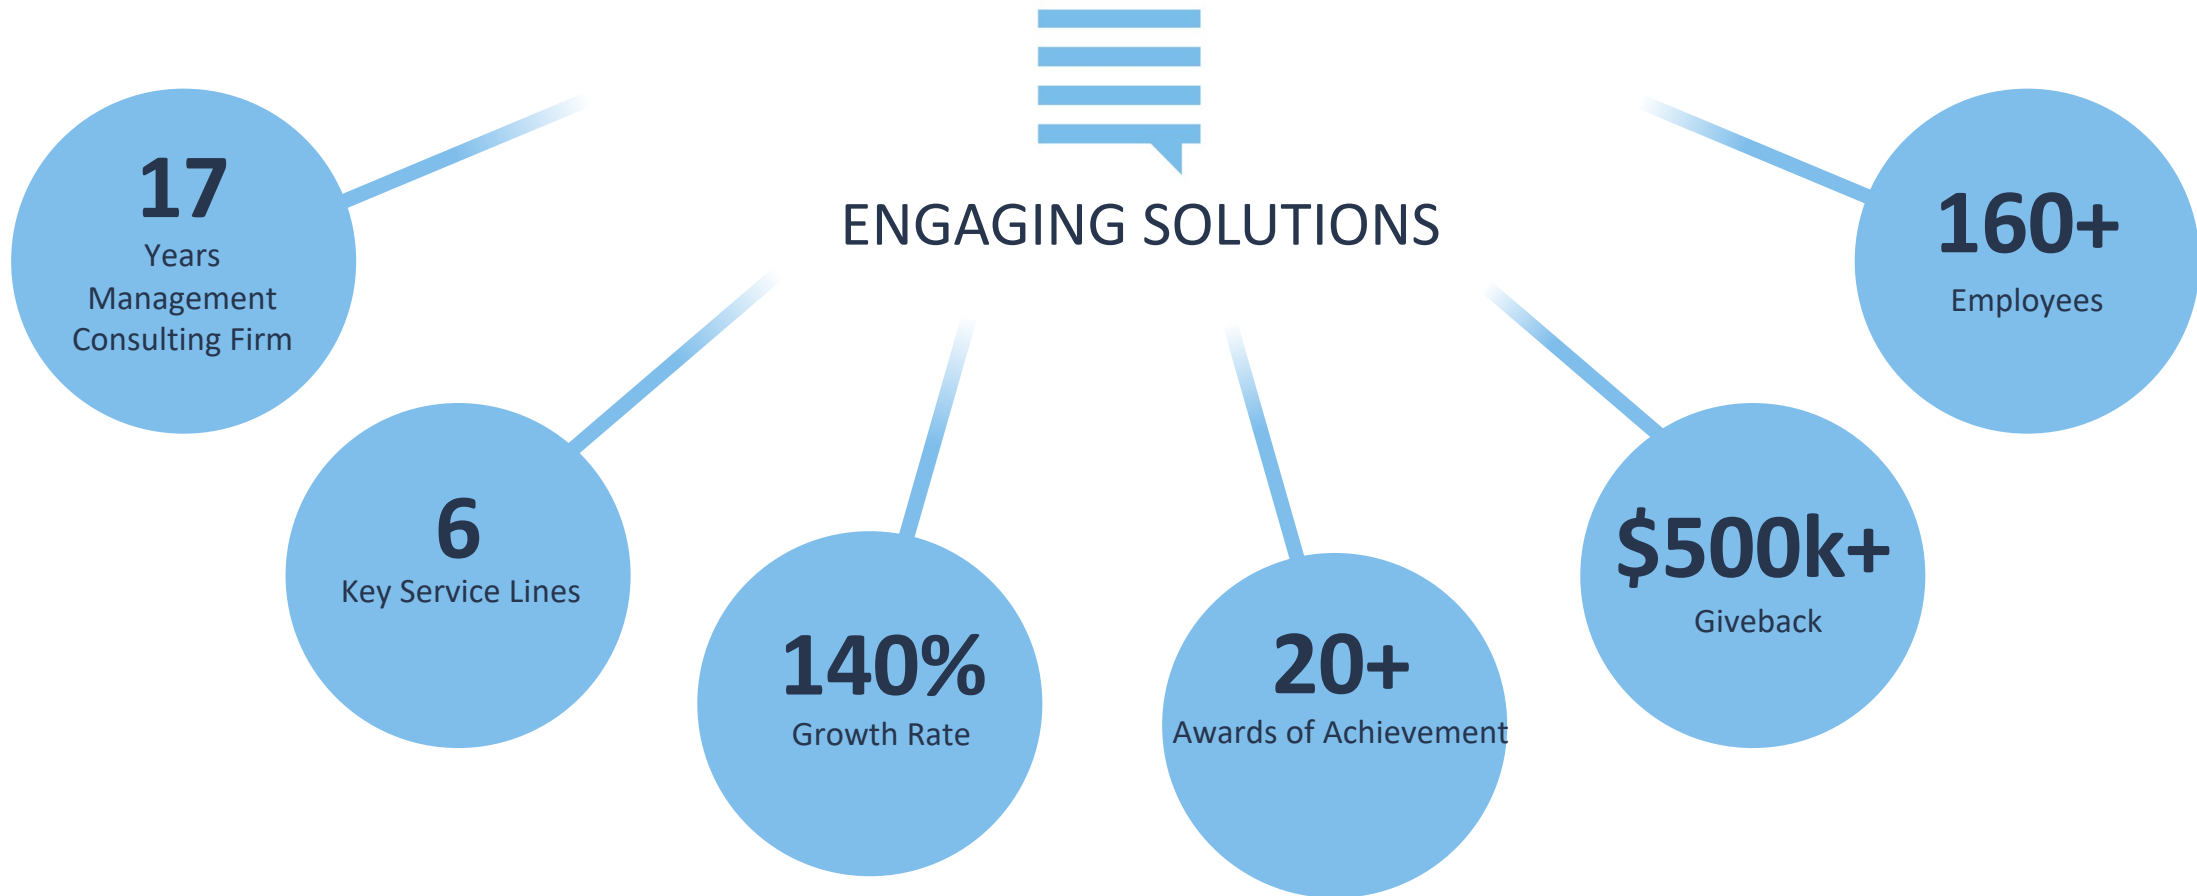 ENGAGING SOLUTIONS
17
Years
Management
Consulting Firm
6
Key Service Lines
140%
Growth Rate
20+
Awards of Achievement
$500k+
Giveback
160+
Employees